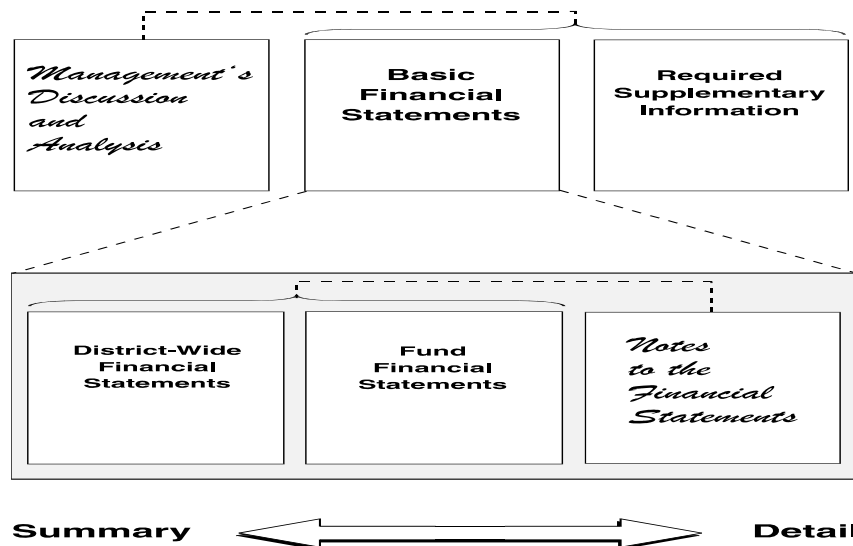 Management's
Discussion
and
Analysis
Basic
Financial
Statements
Required
Supplementary
Information
District-Wide
Financial
Statements
Fund
Financial
Statements
Notes
to the
Financial
Statements
Summary
Detail